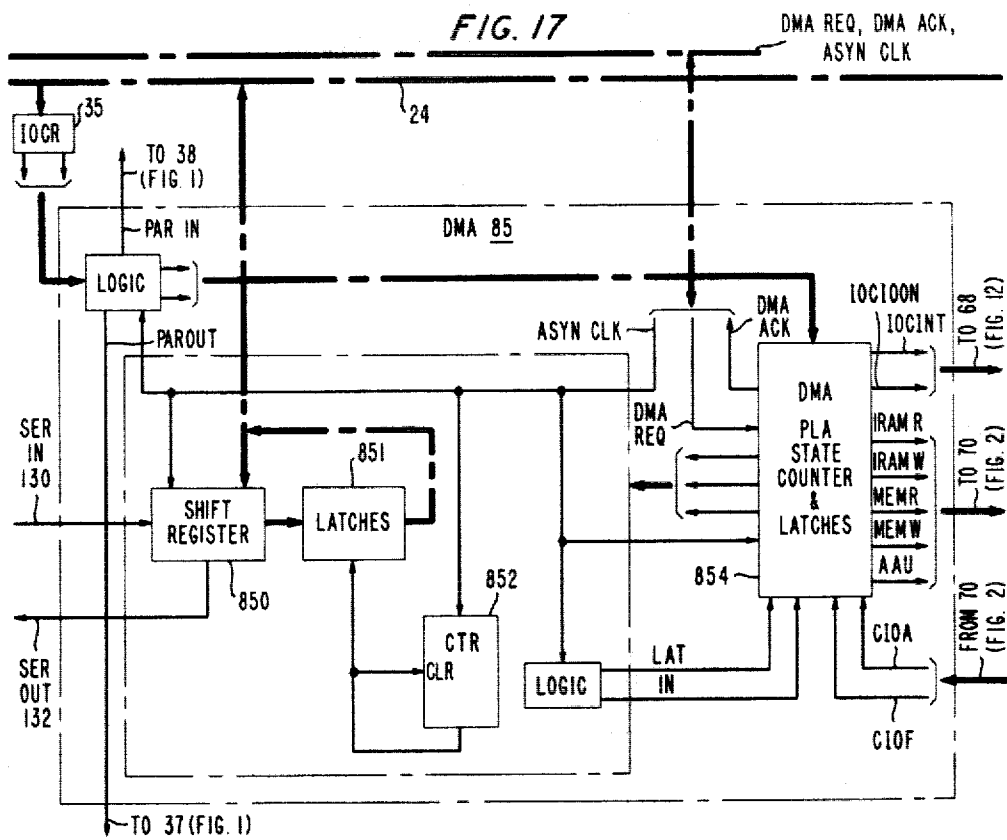 FIG. 17
DMA REQ, DMA ACK,
ASYN CLK
35
24
IOCR
TO 38
(FIG. 1)
PAR IN
DMA 85
LOGIC
PAROUT
ASYN CLK
DMA
ACK
IOCIOON
IOCINT
TO 68
(FIG. 12)
DMA
REQ
DMA
PLA
STATE
COUNTER
&
LATCHES
IRAM R
IRAM W
MEMR
MEMW
AAU
TO 70
(FIG. 2)
SER
IN
130
851
SHIFT
REGISTER
LATCHES
854
850
852
CTR
CLR
SER
OUT
132
LOGIC
LAT
IN
CIOA
CIOF
FROM 70
(FIG. 2)
TO 37 (FIG. 1)